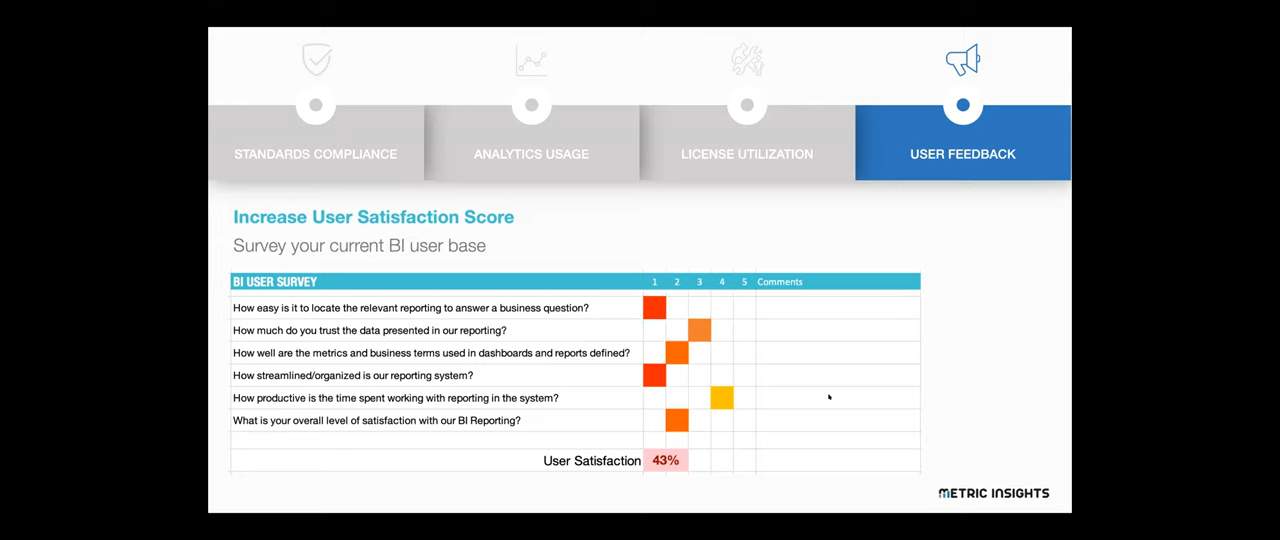 STANDARDS COMPLIANCE
ANALYTICS USAGE
LICENSE UTILIZATION
USER FEEDBACK
Increase User Satisfaction Score
Survey your current BI user base
BI USER SURVEY 1 2 3 4 5 Comments
How easy is it to locate the relevant reporting to answer a business question?
How much do you trust the data presented in our reporting?
How well are the metrics and business terms used in dashboards and reports defined?
How streamlined/organized is our reporting system?
How productive is the time spent working with reporting in the system?
What is your overall level of satisfaction with our BI Reporting?
User Satisfaction 43%
METRIC INSIGHTS